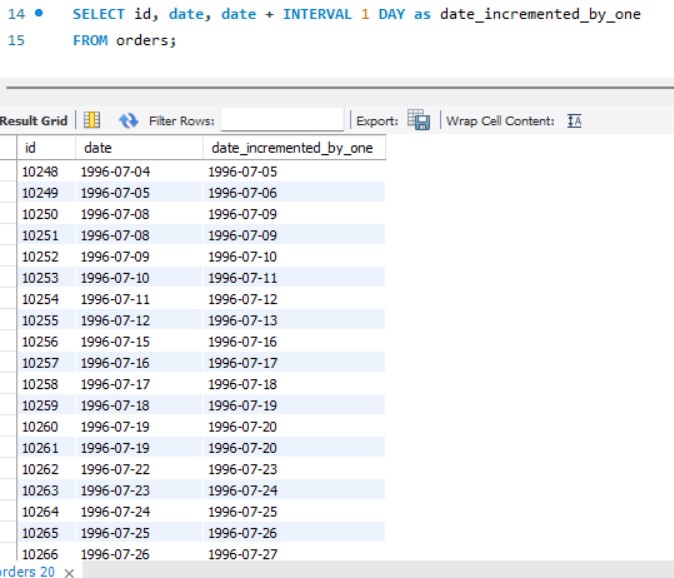 14 SELECT id, date, date + INTERVAL 1 DAY as date_incremented_by_one
15 FROM orders;
Result Grid Filter Rows: Export: Wrap Cell Content: IA
id date date_incremented_by_one
10248 1996-07-04 1996-07-05
10249 1996-07-05 1996-07-06
10250 1996-07-08 1996-07-09
10251 1996-07-08 1996-07-09
10252 1996-07-09 1996-07-10
10253 1996-07-10 1996-07-11
10254 1996-07-11 1996-07-12
10255 1996-07-12 1996-07-13
10256 1996-07-15 1996-07-16
10257 1996-07-16 1996-07-17
10258 1996-07-17 1996-07-18
10259 1996-07-18 1996-07-19
10260 1996-07-19 1996-07-20
10261 1996-07-19 1996-07-20
10262 1996-07-22 1996-07-23
10263 1996-07-23 1996-07-24
10264 1996-07-24 1996-07-25
10265 1996-07-25 1996-07-26
10266 1996-07-26 1996-07-27
orders 20